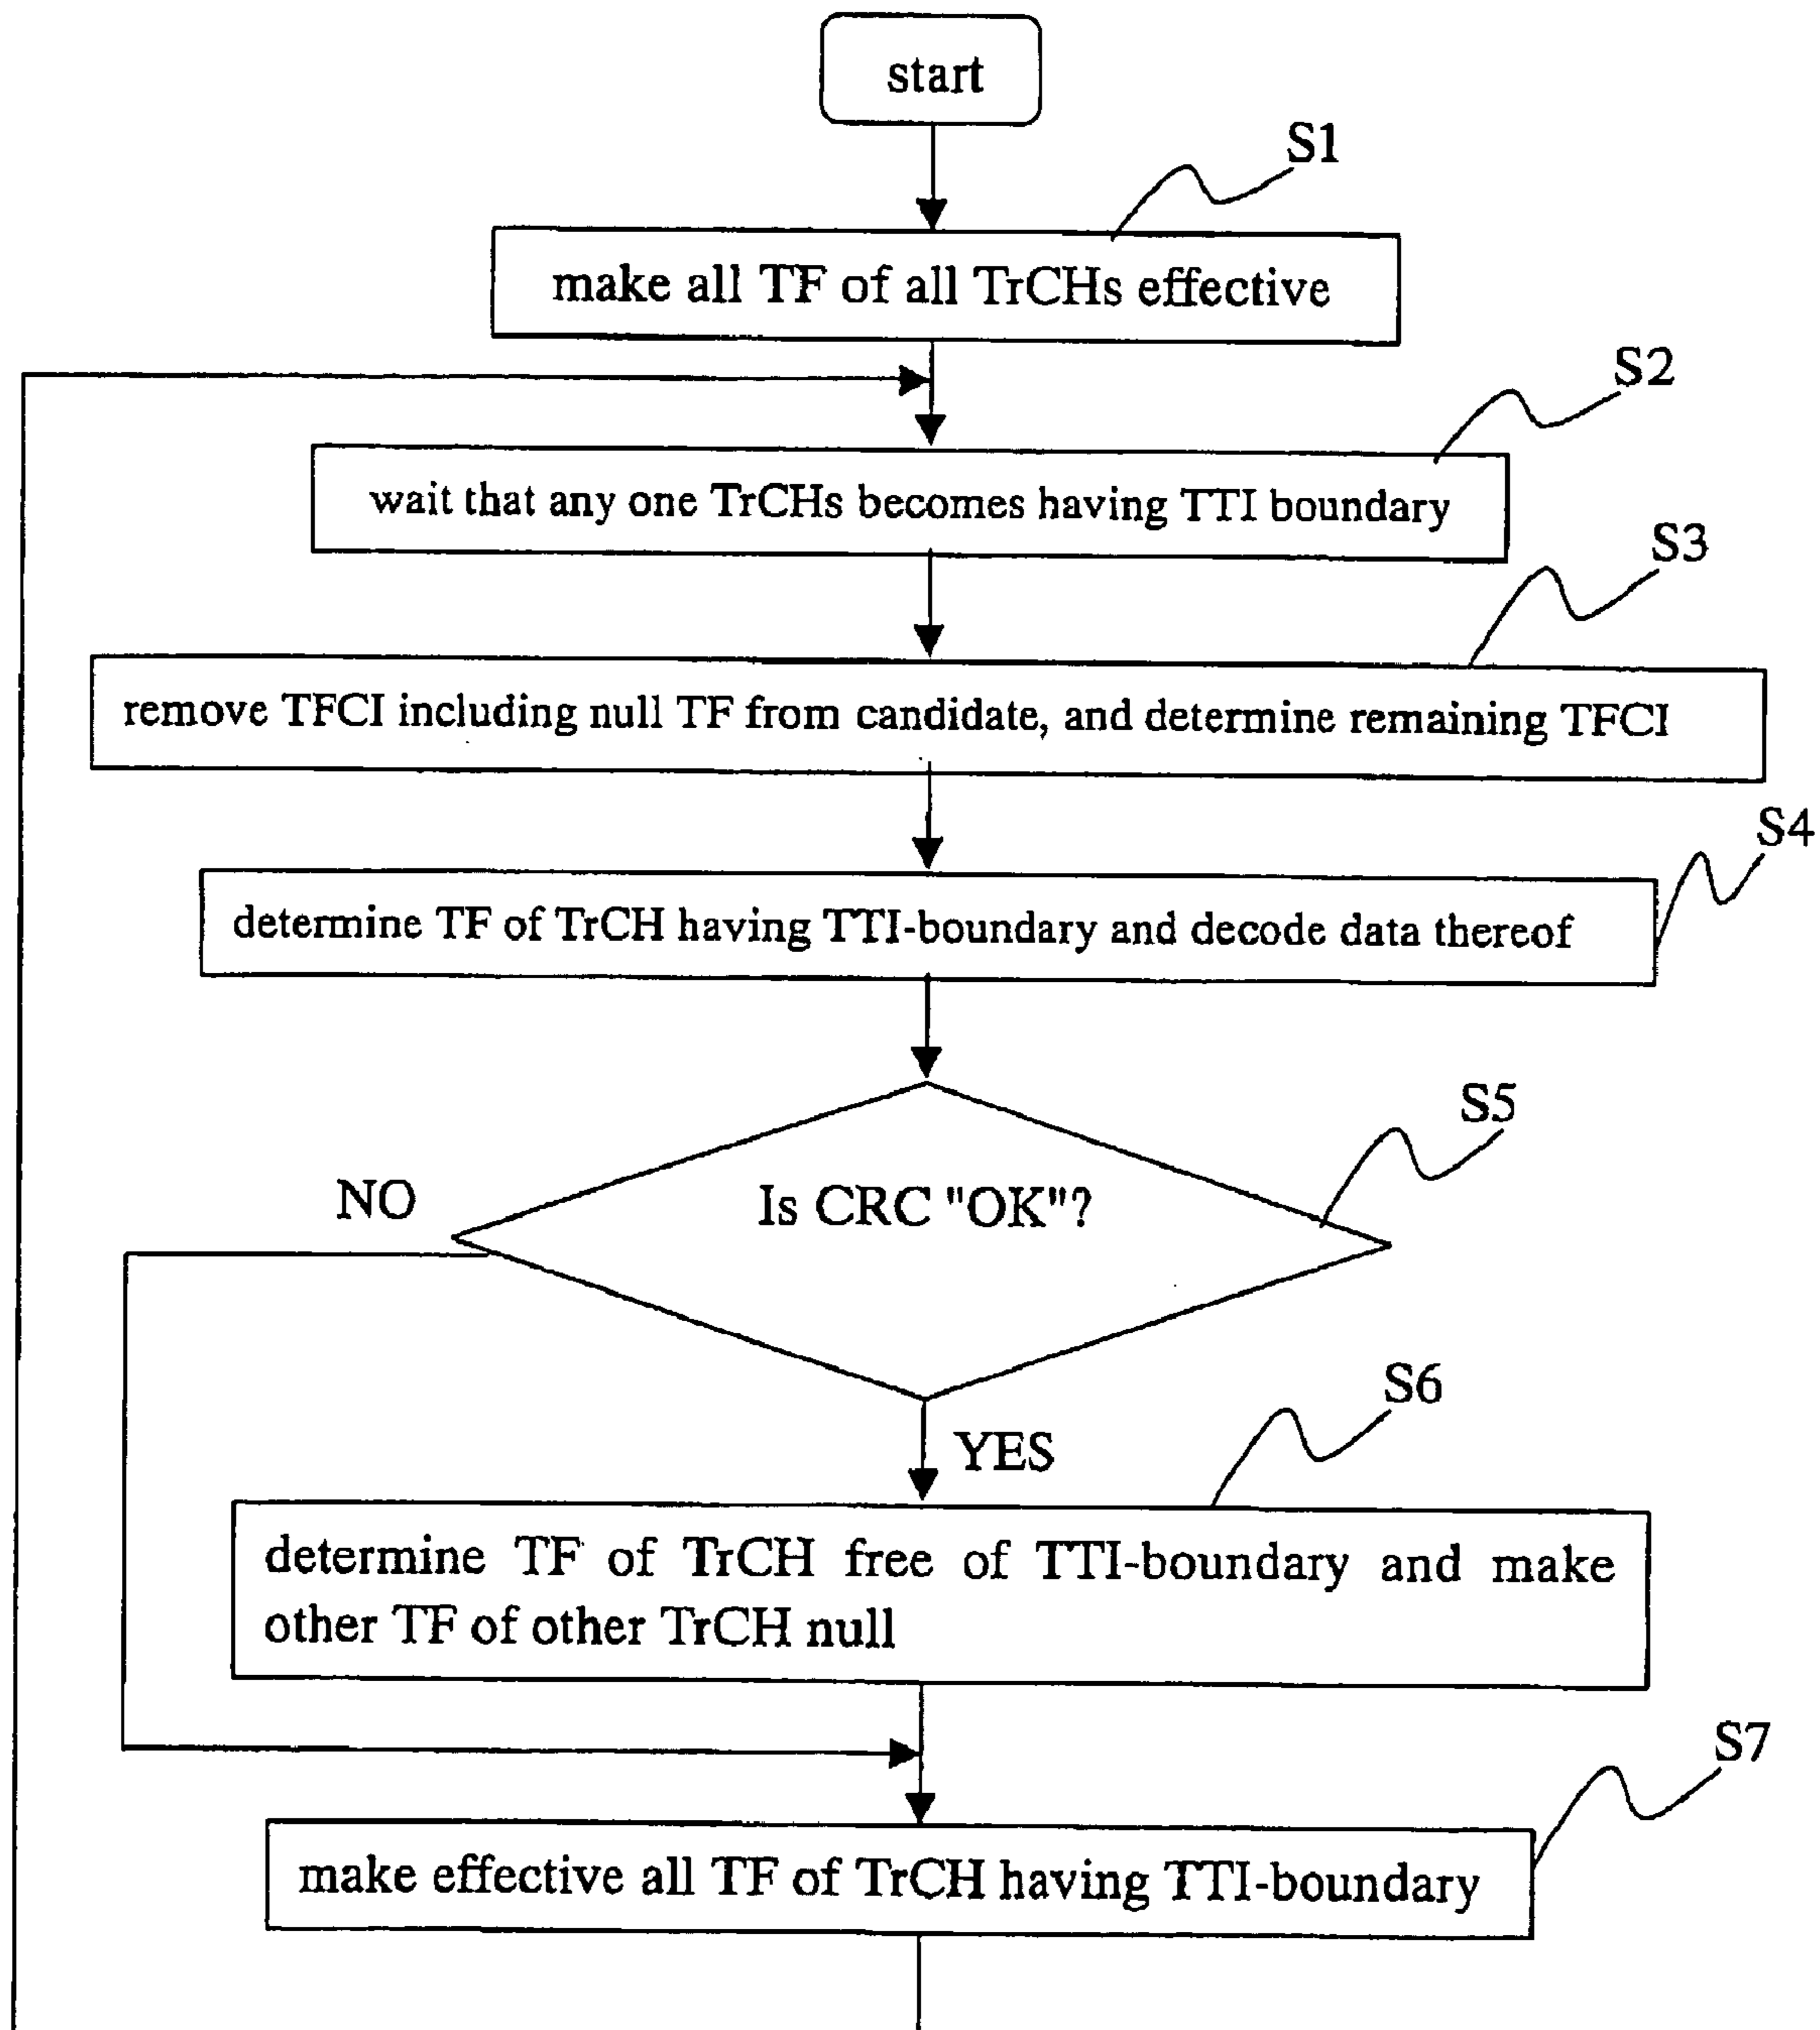 start
S1
make all TF of all TrCHs effective
S2
wait that any one TrCHs becomes having TTI boundary
S3
remove TFCI including null TF from candidate, and determine remaining TFCI
S4
determine TF of TrCH having TTI-boundary and decode data thereof
S5
NO
Is CRC "OK"?
S6
YES
determine TF of TrCH free of TTI-boundary and make
other TF of other TrCH null
S7
make effective all TF of TrCH having TTI-boundary